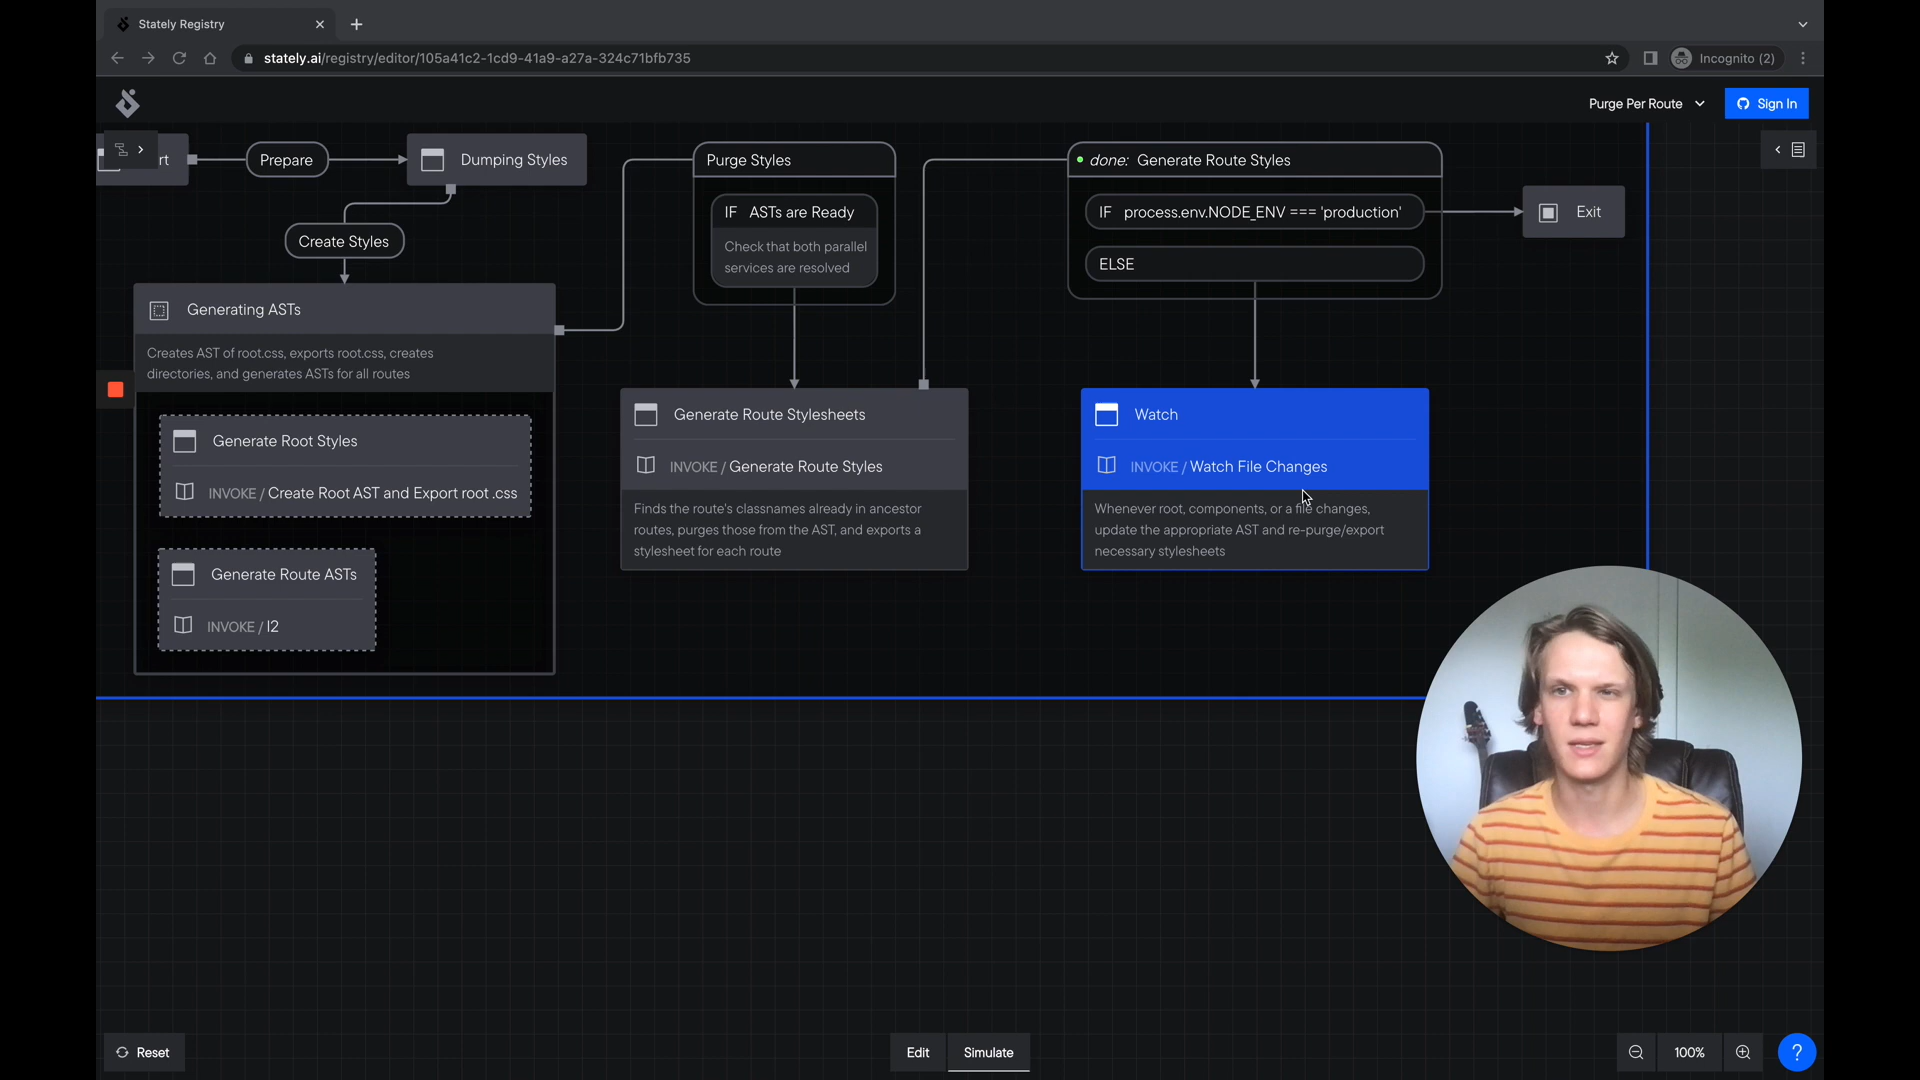 Stately Registry
stately.ai/registry/editor/105a41c2-1cd9-41a9-a27a-324c71bfb735
Incognito (2)
Purge Per Route
Sign In
rt
Prepare
Dumping Styles
Create Styles
Generating ASTs
Creates AST of root.css, exports root.css, creates
directories, and generates ASTs for all routes
Generate Root Styles
INVOKE / Create Root AST and Export root .css
Generate Route ASTs
INVOKE / I2
Purge Styles
IF ASTs are Ready
Check that both parallel
services are resolved
Generate Route Stylesheets
INVOKE / Generate Route Styles
Finds the route's classnames already in ancestor
routes, purges those from the AST, and exports a
stylesheet for each route
done: Generate Route Styles
IF process.env.NODE_ENV === 'production'
ELSE
Exit
Watch
INVOKE / Watch File Changes
Whenever root, components, or a file changes,
update the appropriate AST and re-purge/export
necessary stylesheets
Reset
Edit
Simulate
100%
?